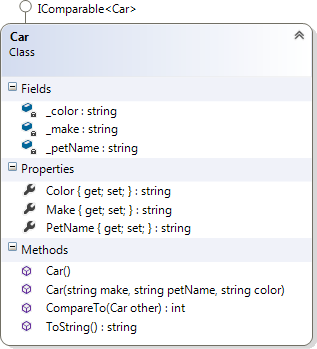 IComparable<Car>
Car
Class
Fields
_color : string
_make : string
_petName : string
Properties
Color { get; set; } : string
Make { get; set; } : string
PetName { get; set; } : string
Methods
Car()
Car(string make, string petName, string color)
CompareTo(Car other) : int
ToString() : string